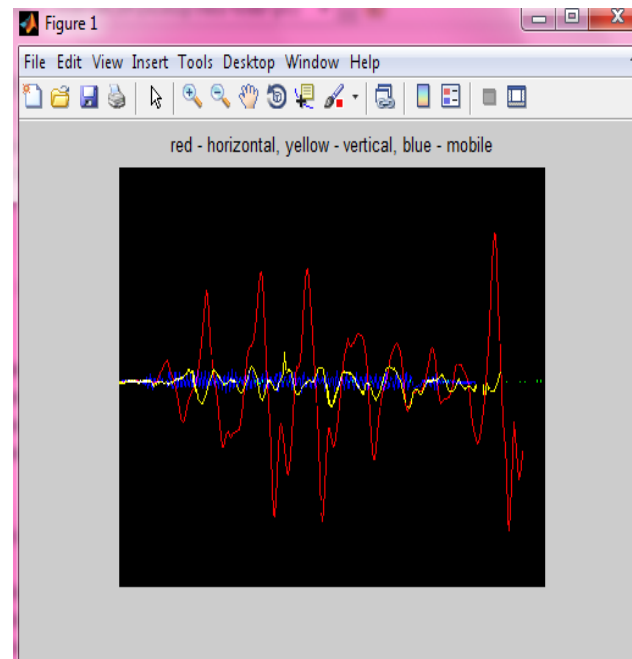 Figure 1
File Edit View Insert Tools Desktop Window Help
red - horizontal, yellow - vertical, blue - mobile